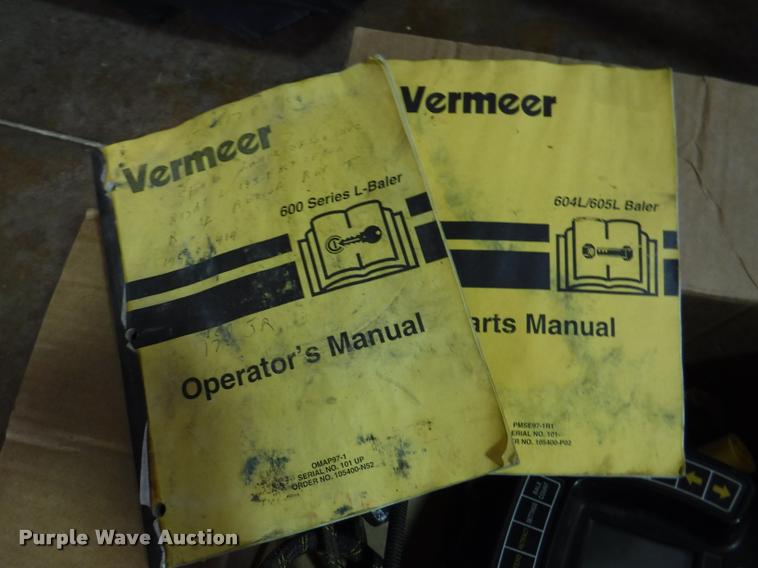 Vermeer
600 Series L-Baler
Operator's Manual
OMAP97-1
SERIAL NO. 101 UP
ORDER NO. 105400-N52
Vermeer
604L/605L Baler
arts Manual
PMSE97-1R1
ERIAL NO. 101-
ER NO. 105400-P02
Purple Wave Auction